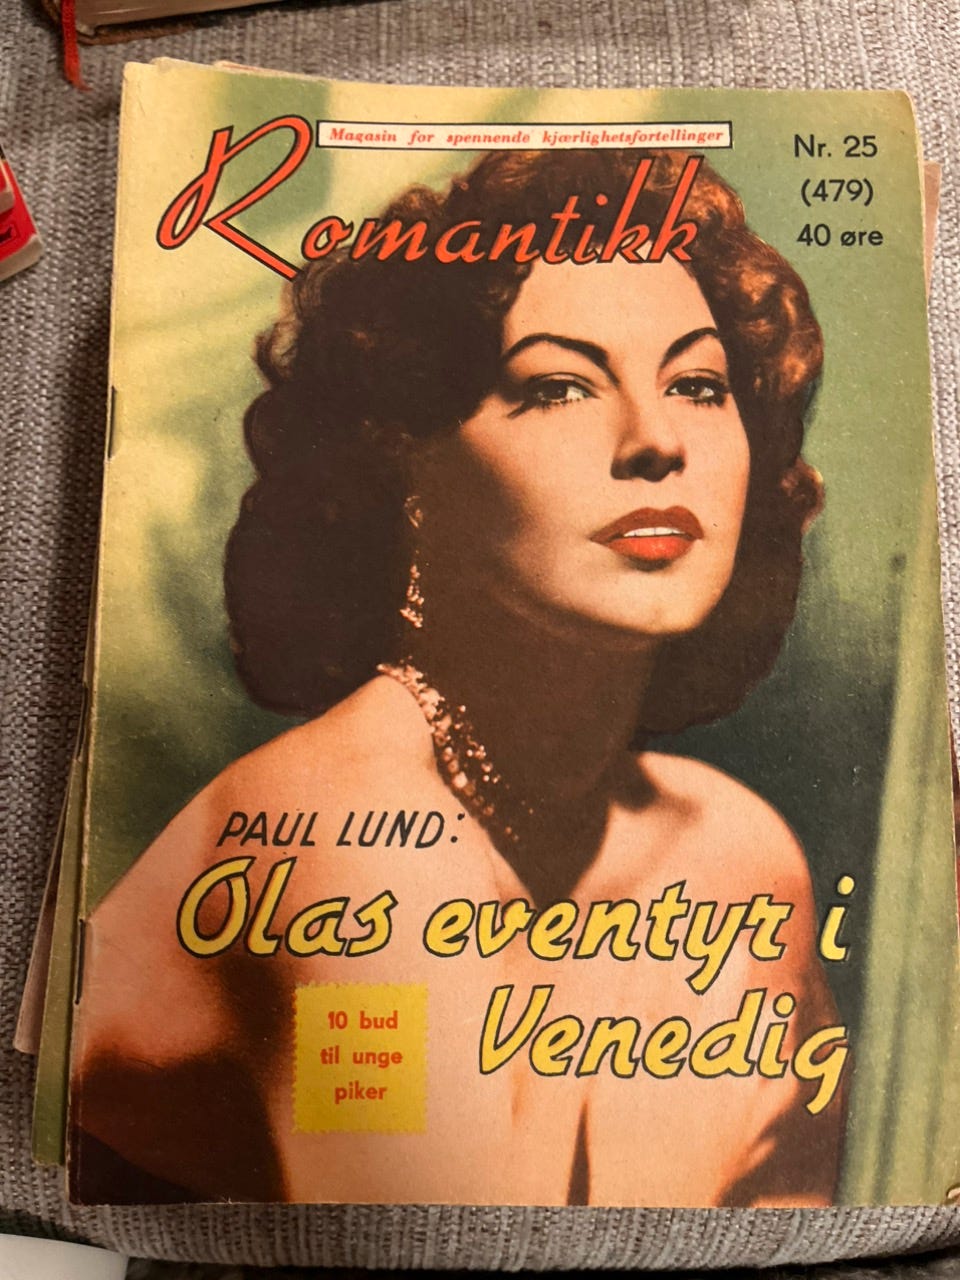 Magasin for spennende kjærlighetsfortellinger
Romantikk
Nr. 25
(479)
40 øre
PAUL LUND:
Olas eventyr i
Venedig
10 bud
til unge
piker